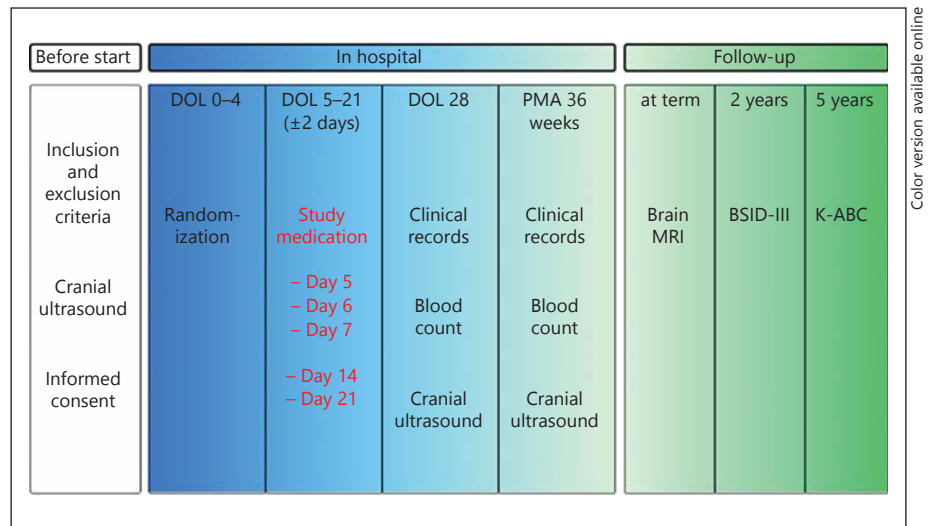 Before start
In hospital
Follow-up
Inclusion
and
exclusion
criteria
Cranial
ultrasound
Informed
consent
DOL 0–4
Random-
ization
DOL 5–21
(±2 days)
Study
medication
– Day 5
– Day 6
– Day 7
– Day 14
– Day 21
DOL 28
Clinical
records
Blood
count
Cranial
ultrasound
PMA 36
weeks
Clinical
records
Blood
count
Cranial
ultrasound
at term
Brain
MRI
2 years
BSID-III
5 years
K-ABC
Color version available online